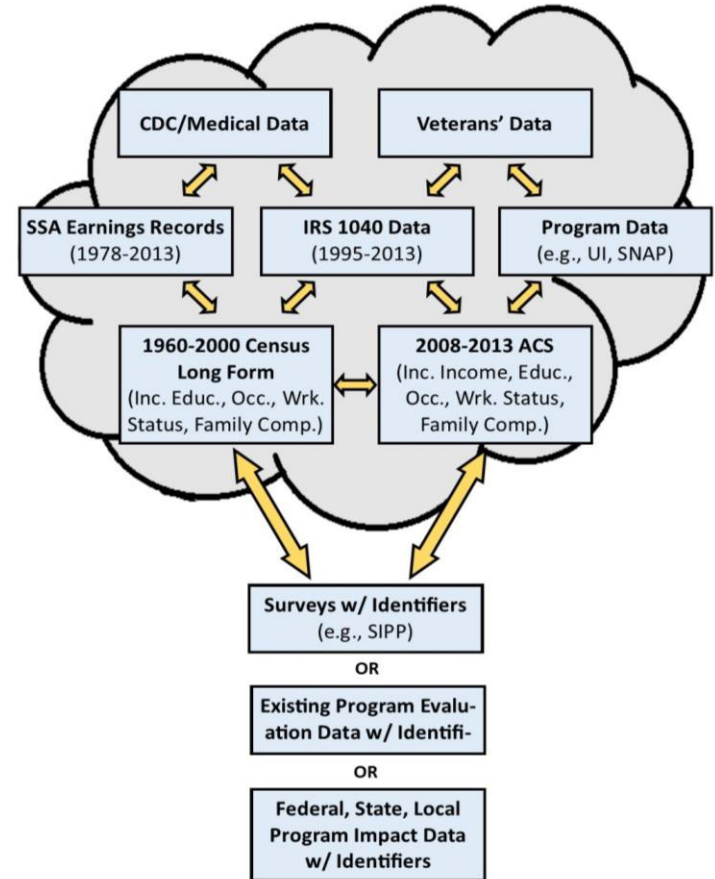 CDC/Medical Data
Veterans' Data
SSA Earnings Records
(1978-2013)
IRS 1040 Data
(1995-2013)
Program Data
(e.g., UI, SNAP)
1960-2000 Census
Long Form
(Inc. Educ., Occ., Wrk.
Status, Family Comp.)
2008-2013 ACS
(Inc. Income, Educ.,
Occ., Wrk. Status,
Family Comp.)
Surveys w/ Identifiers
(e.g., SIPP)
OR
Existing Program Evalu-
ation Data w/ Identifi-
OR
Federal, State, Local
Program Impact Data
w/ Identifiers